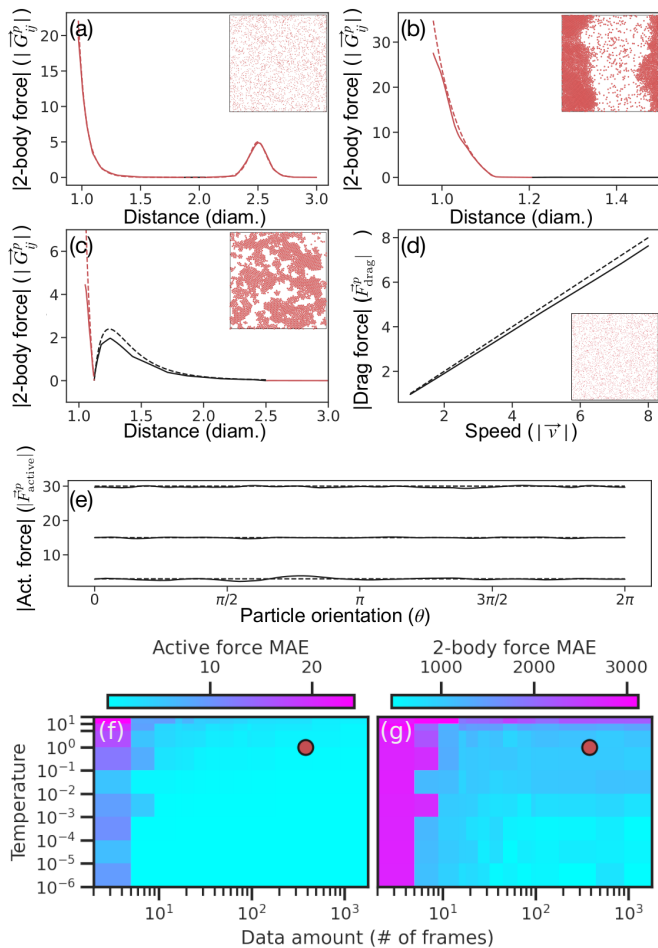 (a)
|2-body force| (| G⃗ᵖᵢⱼ |)
20
15
10
5
0
1.0
1.5
2.0
2.5
3.0
Distance (diam.)
(b)
|2-body force| (| G⃗ᵖᵢⱼ |)
30
20
10
0
1.0
1.2
1.4
Distance (diam.)
(c)
|2-body force| (| G⃗ᵖᵢⱼ |)
6
4
2
0
1.0
1.5
2.0
2.5
3.0
Distance (diam.)
(d)
|Drag force| (F⃗ᵖdrag|
8
6
4
2
2
4
6
8
Speed (| v⃗ |)
(e)
|Act. force| (|F⃗ᵖactive|
30
20
10
0
π/2
π
3π/2
2π
Particle orientation (θ)
Active force MAE
10
20
2-body force MAE
1000
2000
3000
(f)
(g)
Temperature
10¹
10⁰
10⁻¹
10⁻²
10⁻³
10⁻⁴
10⁻⁵
10⁻⁶
10¹
10²
10³
10¹
10²
10³
Data amount (# of frames)